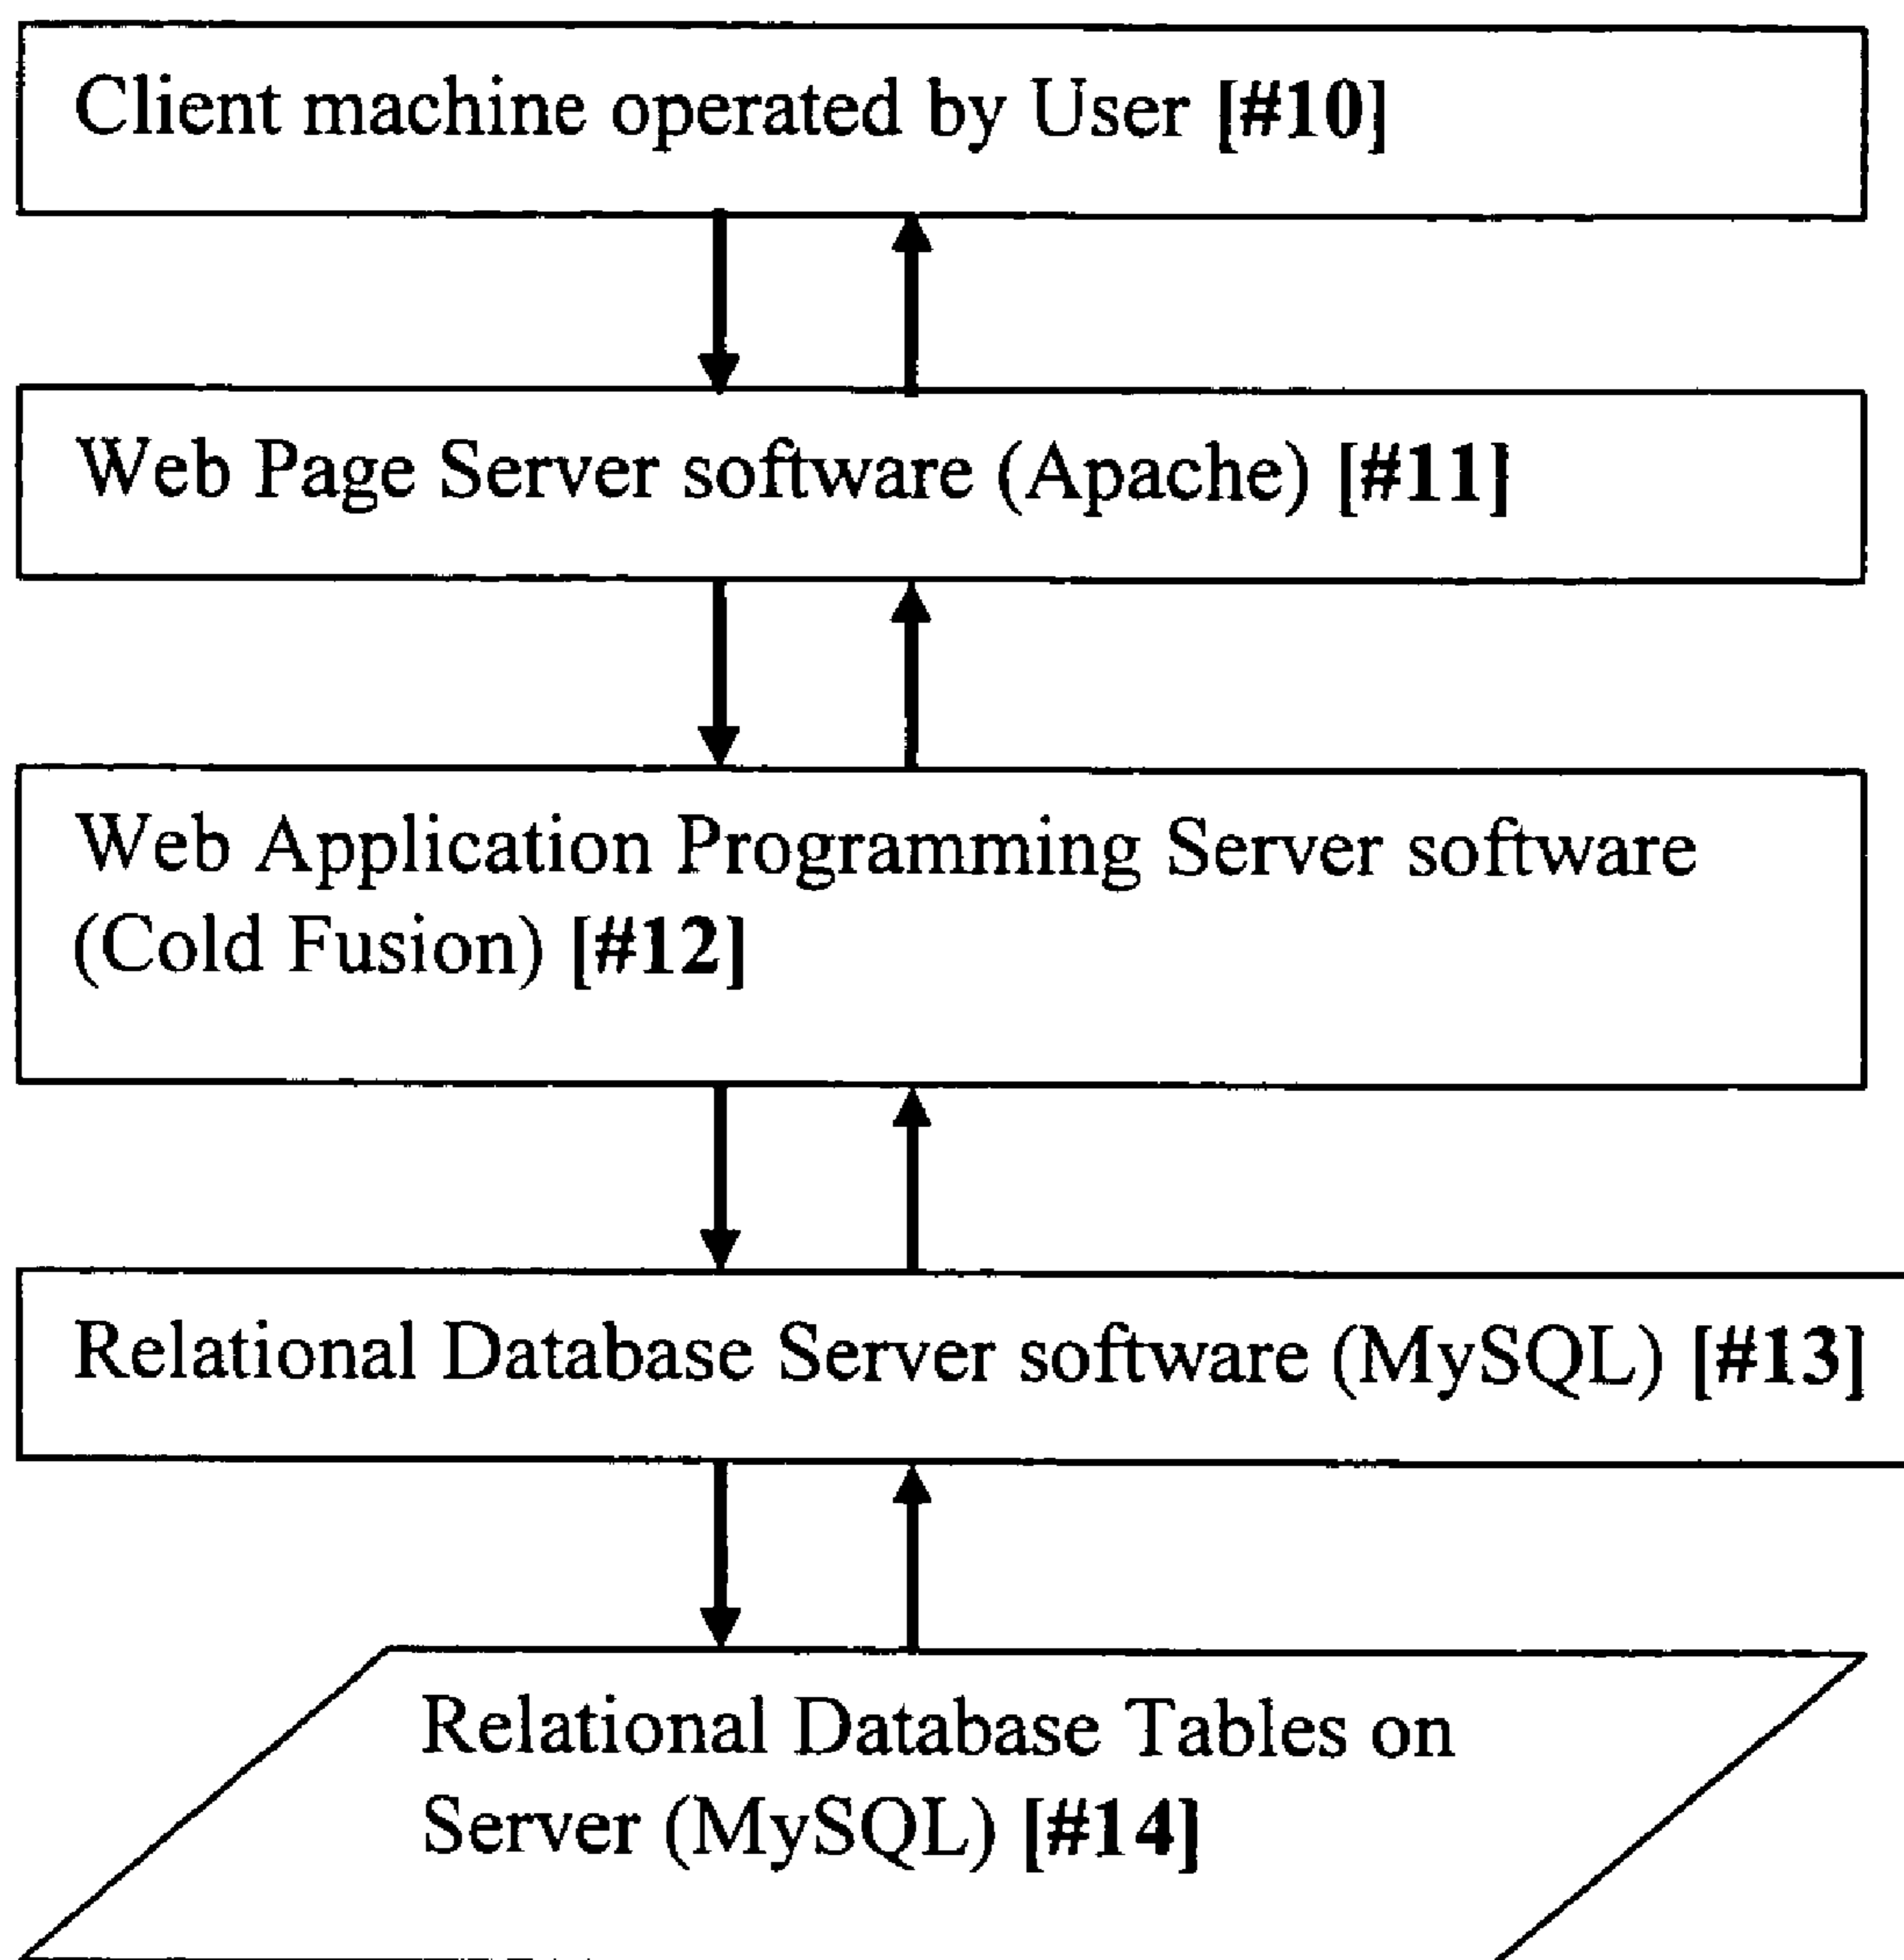 Client machine operated by User [#10]
Web Page Server software (Apache) [#11]
Web Application Programming Server software
(Cold Fusion) [#12]
Relational Database Server software (MySQL) [#13]
Relational Database Tables on
Server (MySQL) [#14]